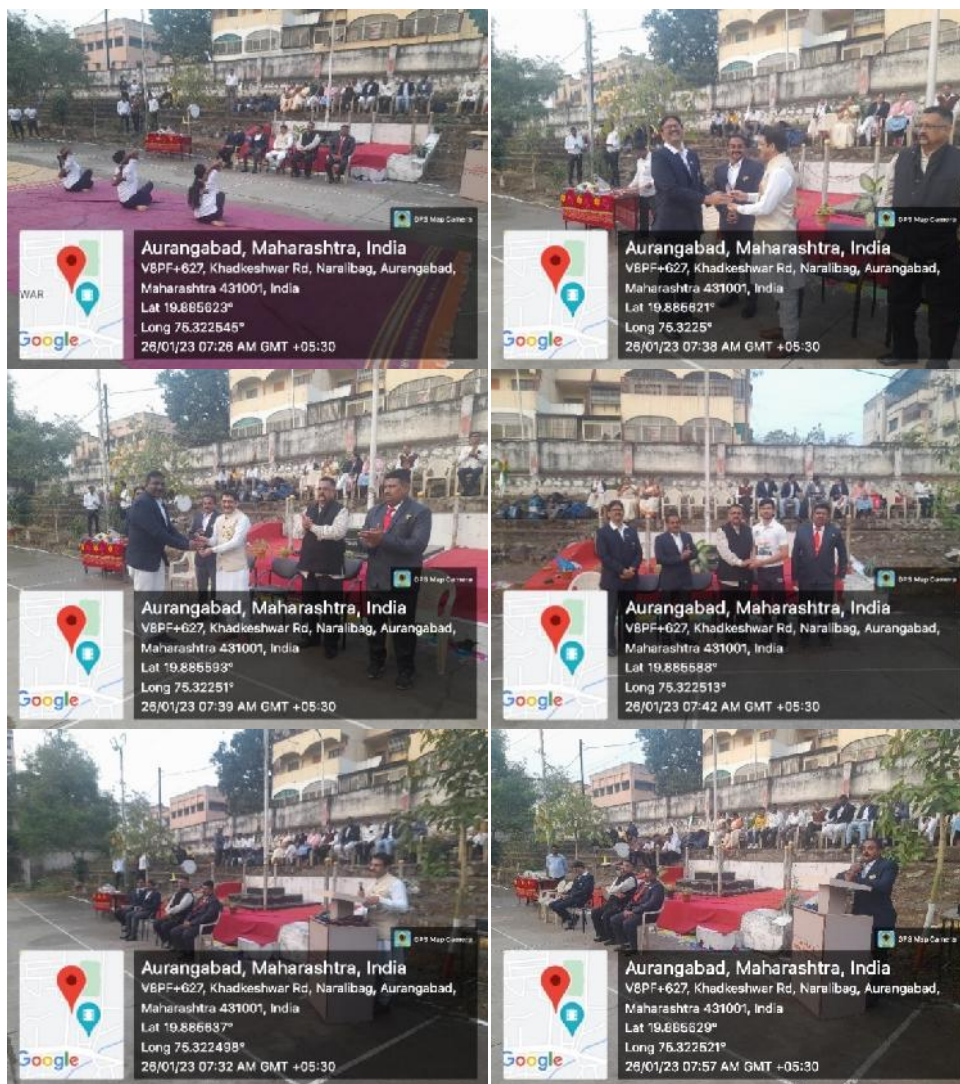 GPS Map Camera
Aurangabad, Maharashtra, India
V8PF+627, Khadkeshwar Rd, Naralibag, Aurangabad,
Maharashtra 431001, India
Lat 19.885623°
Long 75.322545°
26/01/23 07:26 AM GMT +05:30
WAR
Google
GPS Map Camera
Aurangabad, Maharashtra, India
V8PF+627, Khadkeshwar Rd, Naralibag, Aurangabad,
Maharashtra 431001, India
Lat 19.885621°
Long 75.3225°
26/01/23 07:38 AM GMT +05:30
Google
GPS Map Camera
Aurangabad, Maharashtra, India
V8PF+627, Khadkeshwar Rd, Naralibag, Aurangabad,
Maharashtra 431001, India
Lat 19.885593°
Long 75.32251°
26/01/23 07:39 AM GMT +05:30
Google
GPS Map Camera
Aurangabad, Maharashtra, India
V8PF+627, Khadkeshwar Rd, Naralibag, Aurangabad,
Maharashtra 431001, India
Lat 19.885588°
Long 75.322513°
26/01/23 07:42 AM GMT +05:30
Google
GPS Map Camera
Aurangabad, Maharashtra, India
V8PF+627, Khadkeshwar Rd, Naralibag, Aurangabad,
Maharashtra 431001, India
Lat 19.885637°
Long 75.322498°
26/01/23 07:32 AM GMT +05:30
Google
GPS Map Camera
Aurangabad, Maharashtra, India
V8PF+627, Khadkeshwar Rd, Naralibag, Aurangabad,
Maharashtra 431001, India
Lat 19.885629°
Long 75.322521°
26/01/23 07:57 AM GMT +05:30
Google